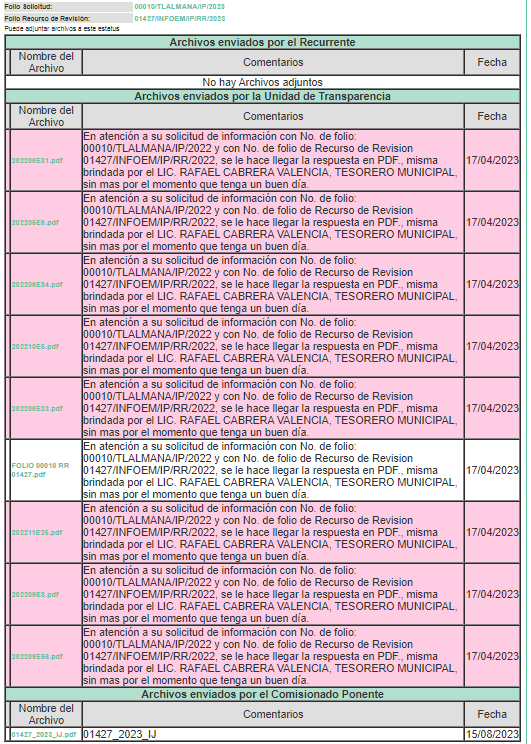 Folio Solicitud: 00010/TLALMANA/IP/2023
Folio Recurso de Revisión: 01427/INFOEM/IP/RR/2023
Puede adjuntar archivos a este estatus
Archivos enviados por el Recurrente
Nombre del Archivo Comentarios Fecha
No hay Archivos adjuntos
Archivos enviados por la Unidad de Transparencia
Nombre del Archivo Comentarios Fecha
En atención a su solicitud de información con No. de folio:
00010/TLALMANA/IP/2022 y con No. de folio de Recurso de Revision
202206E81.pdf 01427/INFOEM/IP/RR/2022, se le hace llegar la respuesta en PDF., misma 17/04/2023
brindada por el LIC. RAFAEL CABRERA VALENCIA, TESORERO MUNICIPAL,
sin mas por el momento que tenga un buen día.
En atención a su solicitud de información con No. de folio:
00010/TLALMANA/IP/2022 y con No. de folio de Recurso de Revision
01427/INFOEM/IP/RR/2022, se le hace llegar la respuesta en PDF., misma 17/04/2023
brindada por el LIC. RAFAEL CABRERA VALENCIA, TESORERO MUNICIPAL,
sin mas por el momento que tenga un buen día.
En atención a su solicitud de información con No. de folio:
00010/TLALMANA/IP/2022 y con No. de folio de Recurso de Revision
01427/INFOEM/IP/RR/2022, se le hace llegar la respuesta en PDF., misma 17/04/2023
brindada por el LIC. RAFAEL CABRERA VALENCIA, TESORERO MUNICIPAL,
sin mas por el momento que tenga un buen día.
En atención a su solicitud de información con No. de folio:
00010/TLALMANA/IP/2022 y con No. de folio de Recurso de Revision
202210E6.pdf 01427/INFOEM/IP/RR/2022, se le hace llegar la respuesta en PDF., misma 17/04/2023
brindada por el LIC. RAFAEL CABRERA VALENCIA, TESORERO MUNICIPAL,
sin mas por el momento que tenga un buen día.
En atención a su solicitud de información con No. de folio:
00010/TLALMANA/IP/2022 y con No. de folio de Recurso de Revision
01427/INFOEM/IP/RR/2022, se le hace llegar la respuesta en PDF., misma 17/04/2023
brindada por el LIC. RAFAEL CABRERA VALENCIA, TESORERO MUNICIPAL,
sin mas por el momento que tenga un buen día.
En atención a su solicitud de información con No. de folio:
00010/TLALMANA/IP/2022 y con No. de folio de Recurso de Revision
FOLIO 00010 RR 01427.pdf 01427/INFOEM/IP/RR/2022, se le hace llegar la respuesta en PDF., misma 17/04/2023
brindada por el LIC. RAFAEL CABRERA VALENCIA, TESORERO MUNICIPAL,
sin mas por el momento que tenga un buen día.
En atención a su solicitud de información con No. de folio:
00010/TLALMANA/IP/2022 y con No. de folio de Recurso de Revision
202211E26.pdf 01427/INFOEM/IP/RR/2022, se le hace llegar la respuesta en PDF., misma 17/04/2023
brindada por el LIC. RAFAEL CABRERA VALENCIA, TESORERO MUNICIPAL,
sin mas por el momento que tenga un buen día.
En atención a su solicitud de información con No. de folio:
00010/TLALMANA/IP/2022 y con No. de folio de Recurso de Revision
01427/INFOEM/IP/RR/2022, se le hace llegar la respuesta en PDF., misma 17/04/2023
brindada por el LIC. RAFAEL CABRERA VALENCIA, TESORERO MUNICIPAL,
sin mas por el momento que tenga un buen día.
En atención a su solicitud de información con No. de folio:
00010/TLALMANA/IP/2022 y con No. de folio de Recurso de Revision
01427/INFOEM/IP/RR/2022, se le hace llegar la respuesta en PDF., misma 17/04/2023
brindada por el LIC. RAFAEL CABRERA VALENCIA, TESORERO MUNICIPAL,
sin mas por el momento que tenga un buen día.
Archivos enviados por el Comisionado Ponente
Nombre del Archivo Comentarios Fecha
01427_2023_IJ.pdf 01427_2023_IJ 15/08/2023